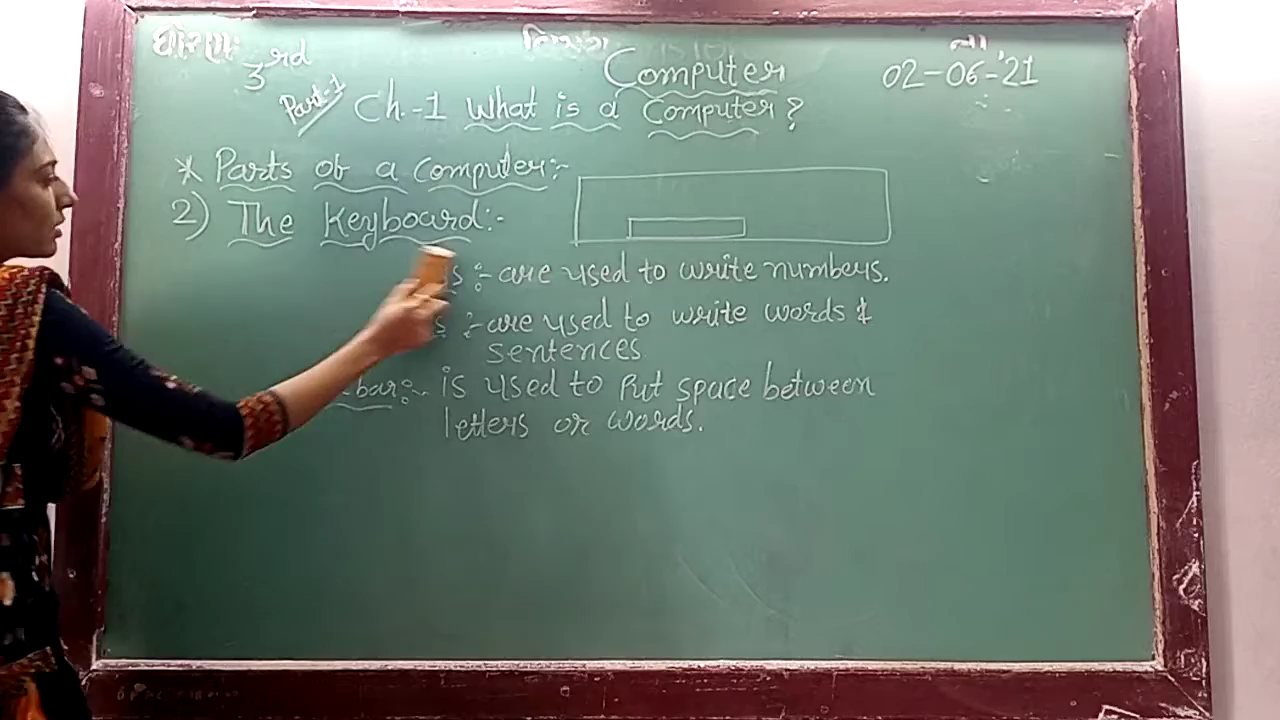 ધોરણ: વિષય તા
3rd Computer 02-06-'21
Part-1 Ch.-1 What is a Computer?
* Parts of a computer:-
2) The Keyboard:-
s :- are used to write numbers.
s :- are used to write words &
sentences
bar:- is used to put space between
letters or words.